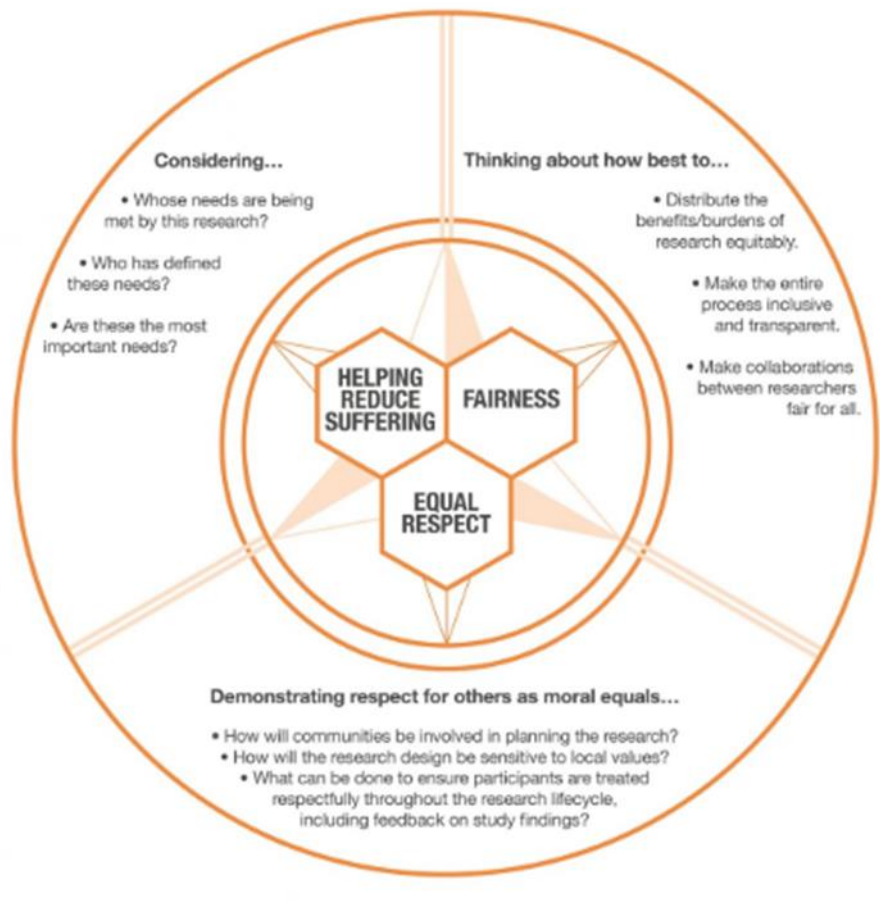 Considering...
• Whose needs are being
met by this research?
• Who has defined
these needs?
• Are these the most
important needs?
Thinking about how best to...
• Distribute the
benefits/burdens of
research equitably.
• Make the entire
process inclusive
and transparent.
• Make collaborations
between researchers
fair for all.
HELPING
REDUCE
SUFFERING
FAIRNESS
EQUAL
RESPECT
Demonstrating respect for others as moral equals...
• How will communities be involved in planning the research?
• How will the research design be sensitive to local values?
• What can be done to ensure participants are treated
respectfully throughout the research lifecycle,
including feedback on study findings?